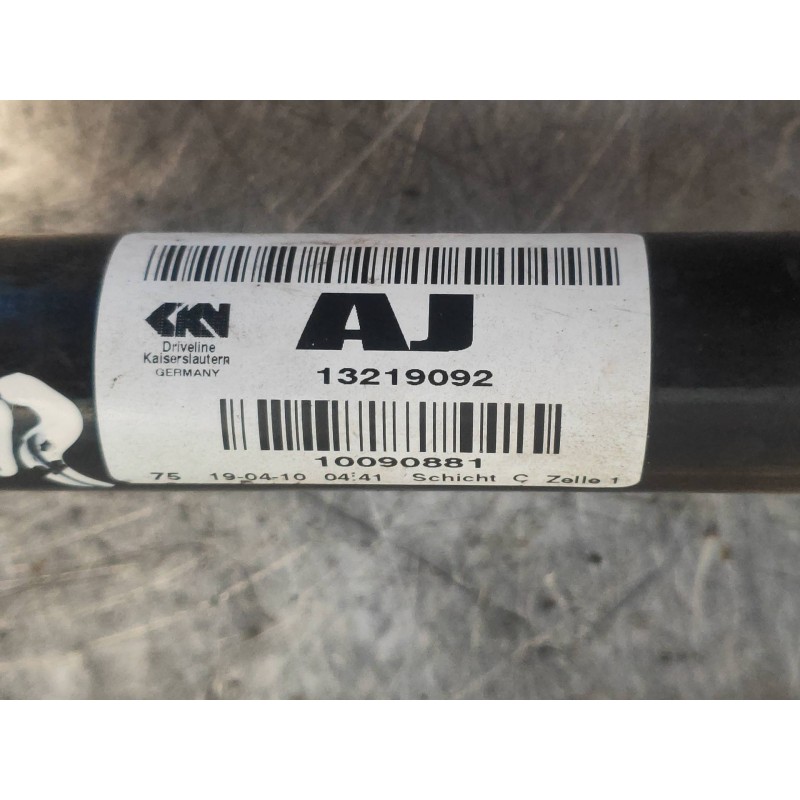 GKN
Driveline
Kaiserslautern
GERMANY
AJ
13219092
10090881
75 19-04-10 04:41 Schicht C Zelle 1